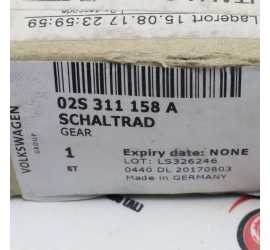 Lagerort 15.08.17 23:59:59
VOLKSWAGEN
GROUP
02S 311 158 A
SCHALTRAD
GEAR
1
ST
Expiry date: NONE
LOT: LS326246
0440 DL 20170803
Made in GERMANY